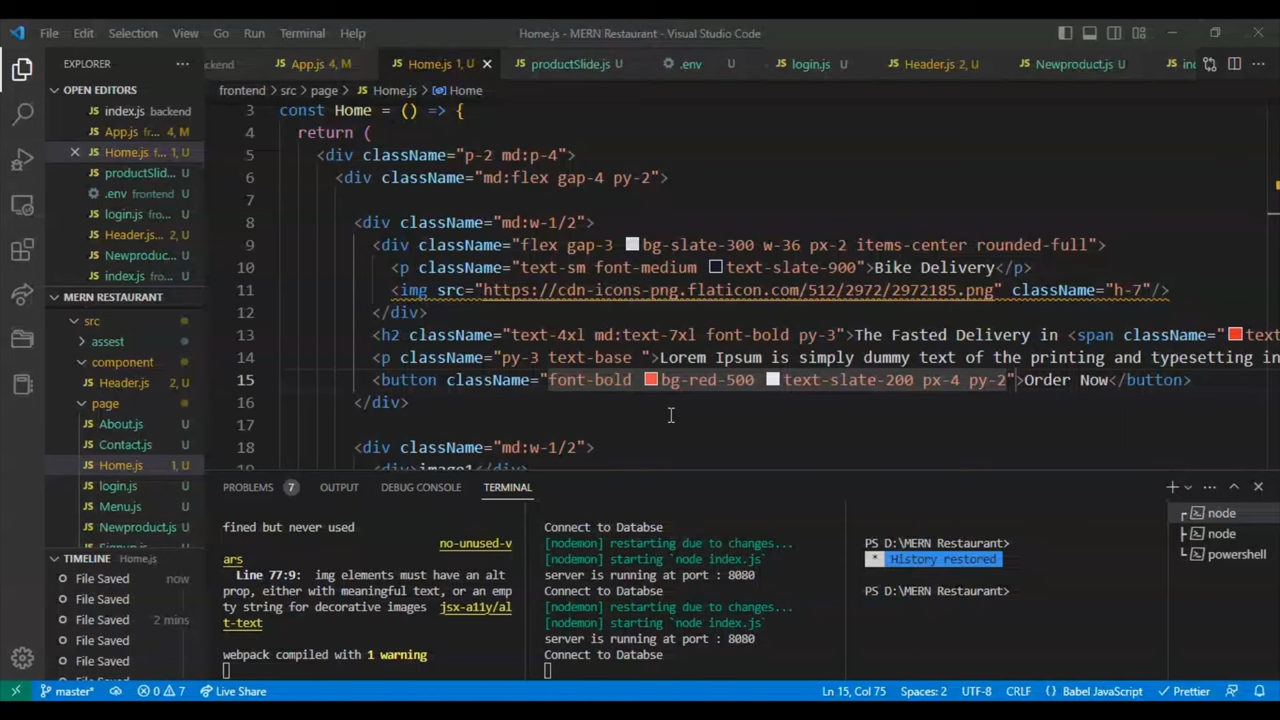 File Edit Selection View Go Run Terminal Help
Home.js - MERN Restaurant - Visual Studio Code
EXPLORER
OPEN EDITORS
index.js backend
App.js fr... 4, M
Home.js f... 1, U
productSlid... U
.env frontend U
login.js fro... U
Header.js... 2, U
Newproduc... U
index.js fro... U
MERN RESTAURANT
src
assest
component
Header.js 2, U
page
About.js U
Contact.js U
Home.js 1, U
login.js U
Menu.js U
Newproduct.js U
TIMELINE Home.js
File Saved now
File Saved
File Saved 2 mins
File Saved
File Saved
ckend App.js 4, M Home.js 1, U productSlide.js U .env U login.js U Header.js 2, U Newproduct.js U
frontend > src > page > Home.js > Home
3 const Home = () => {
4 return (
5 <div className="p-2 md:p-4">
6 <div className="md:flex gap-4 py-2">
7
8 <div className="md:w-1/2">
9 <div className="flex gap-3 bg-slate-300 w-36 px-2 items-center rounded-full">
10 <p className="text-sm font-medium text-slate-900">Bike Delivery</p>
11 <img src="https://cdn-icons-png.flaticon.com/512/2972/2972185.png" className="h-7"/>
12 </div>
13 <h2 className="text-4xl md:text-7xl font-bold py-3">The Fasted Delivery in <span className="text
14 <p className="py-3 text-base ">Lorem Ipsum is simply dummy text of the printing and typesetting in
15 <button className="font-bold bg-red-500 text-slate-200 px-4 py-2">Order Now</button>
16 </div>
17
18 <div className="md:w-1/2">
19 <div>image1</div>
PROBLEMS 7 OUTPUT DEBUG CONSOLE TERMINAL
fined but never used
no-unused-v
ars
Line 77:9: img elements must have an alt
prop, either with meaningful text, or an emp
ty string for decorative images jsx-a11y/al
t-text
webpack compiled with 1 warning
Connect to Databse
[nodemon] restarting due to changes...
[nodemon] starting `node index.js`
server is running at port : 8080
Connect to Databse
[nodemon] restarting due to changes...
[nodemon] starting `node index.js`
server is running at port : 8080
Connect to Databse
PS D:\MERN Restaurant>
* History restored
PS D:\MERN Restaurant>
node
node
powershell
master* 0 7 Live Share Ln 15, Col 75 Spaces: 2 UTF-8 CRLF {} Babel JavaScript Prettier